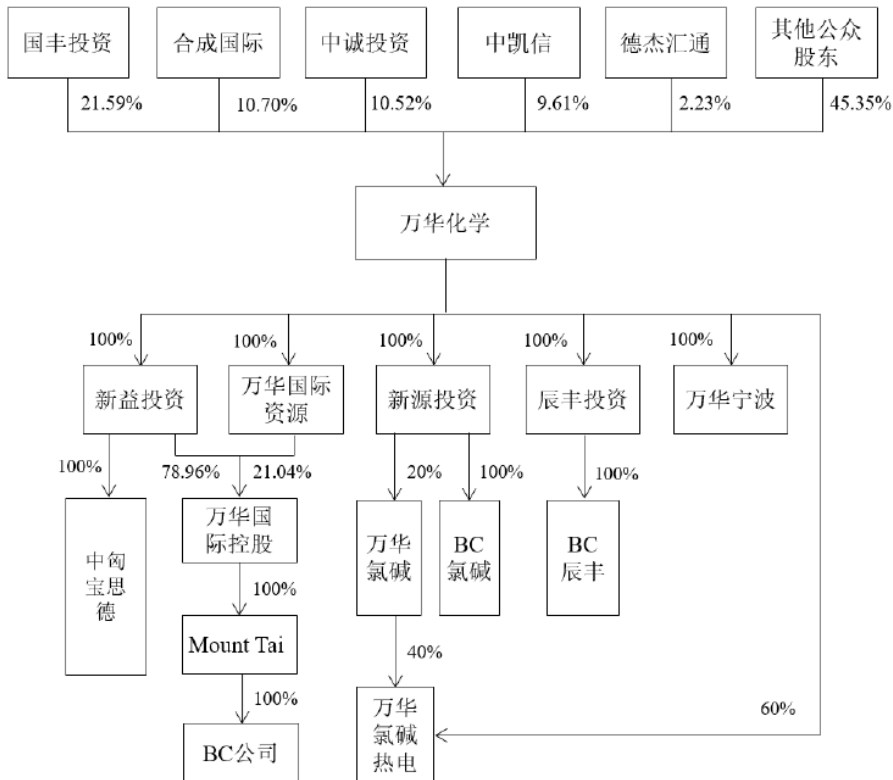 国丰投资
合成国际
中诚投资
中凯信
德杰汇通
其他公众
股东
21.59%
10.70%
10.52%
9.61%
2.23%
45.35%
万华化学
100%
100%
100%
100%
100%
新益投资
万华国际
资源
新源投资
辰丰投资
万华宁波
100%
78.96%
21.04%
20%
100%
100%
中匈
宝思
德
万华国
际控股
万华
氯碱
BC
氯碱
BC
辰丰
100%
Mount Tai
40%
100%
BC公司
万华
氯碱
热电
60%